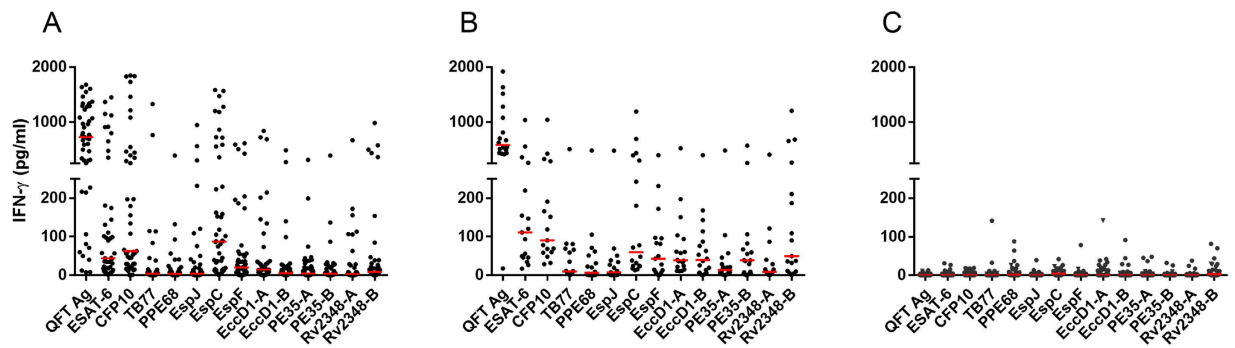 A
B
C
IFN-γ (pg/ml)
2000
1000
200
100
0
QFT Ag
ESAT-6
CFP10
TB77
PPE68
EspJ
EspC
EspF
EccD1-A
EccD1-B
PE35-A
PE35-B
Rv2348-A
Rv2348-B
2000
1000
200
100
0
QFT Ag
ESAT-6
CFP10
TB77
PPE68
EspJ
EspC
EspF
EccD1-A
EccD1-B
PE35-A
PE35-B
Rv2348-A
Rv2348-B
2000
1000
200
100
0
QFT Ag
ESAT-6
CFP10
TB77
PPE68
EspJ
EspC
EspF
EccD1-A
EccD1-B
PE35-A
PE35-B
Rv2348-A
Rv2348-B